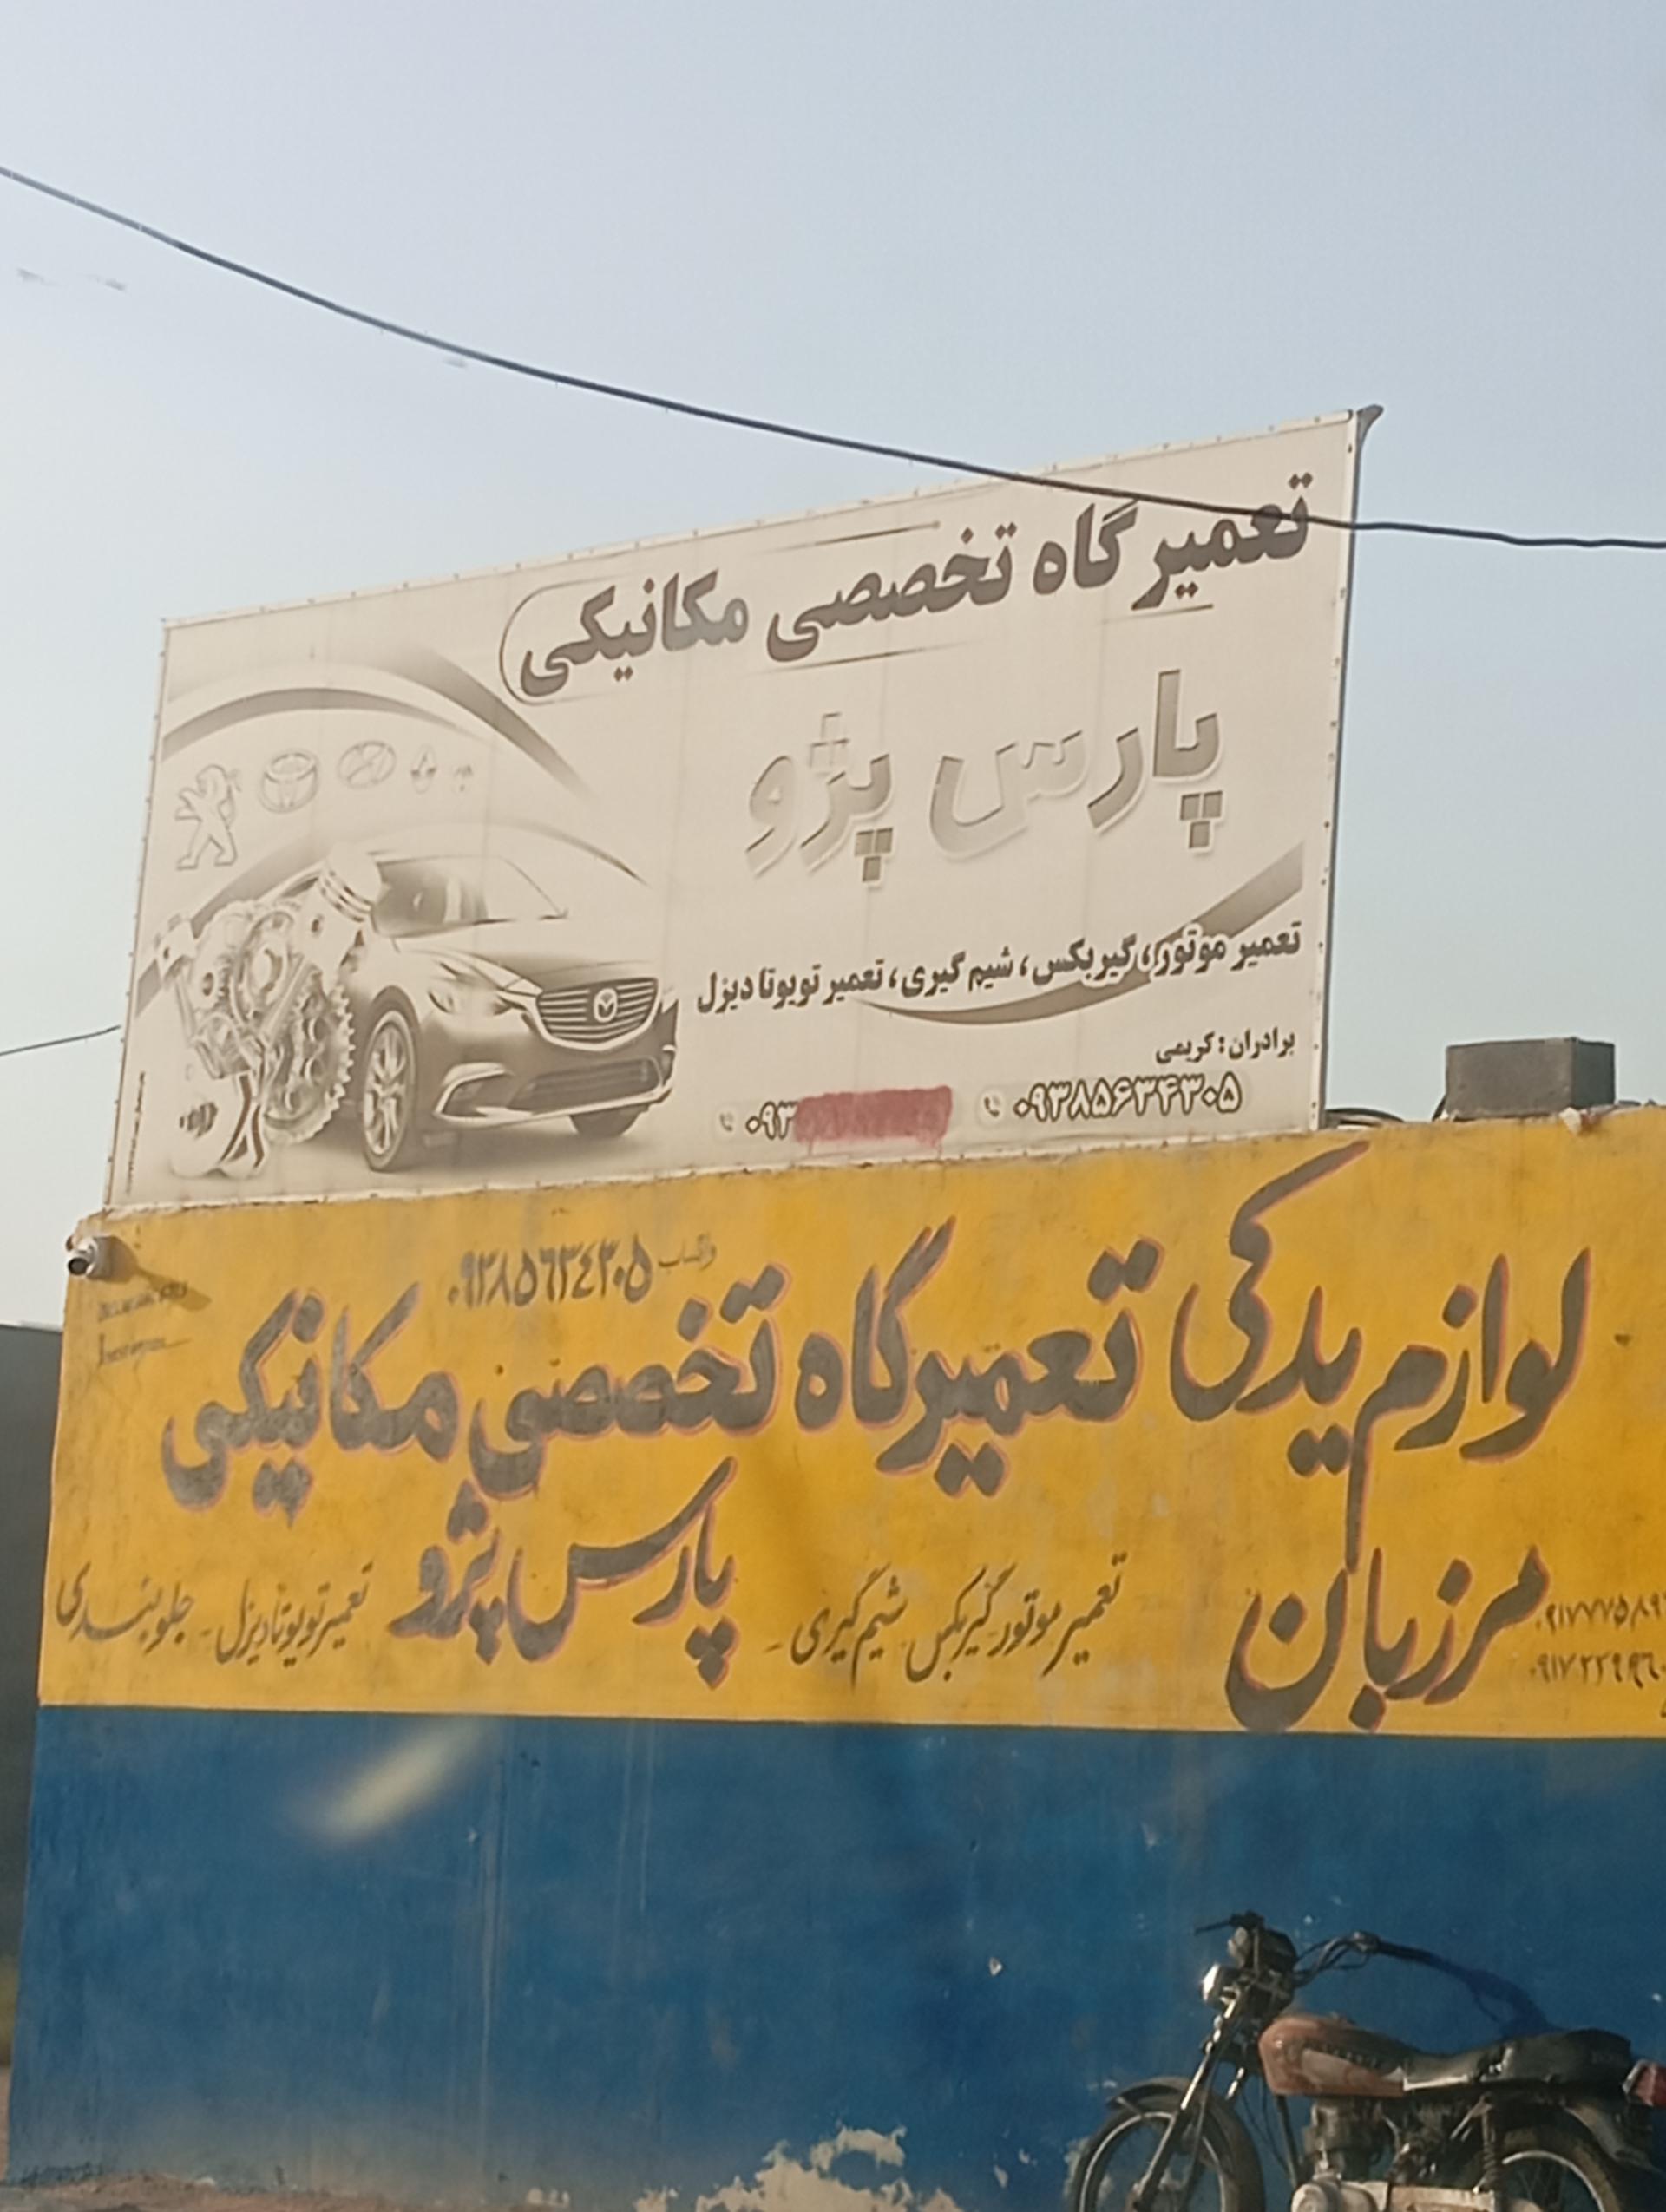 تعمیرگاه تخصصی مکانیکی
پارس پژو
تعمیر موتور، گیربکس، شیم گیری، تعمیر تویوتا دیزل
برادران: کریمی
۰۹۳۸۵۶۳۴۳۰۵
۰۹۳
واتساپ ۰۹۳۸۵۶۳۴۳۰۵
لوازم یدکی تعمیرگاه تخصصی مکانیکی
مرزبان پارس پژو
تعمیر موتور گیربکس شیم گیری - تعمیر تویوتا دیزل - جلوبندی